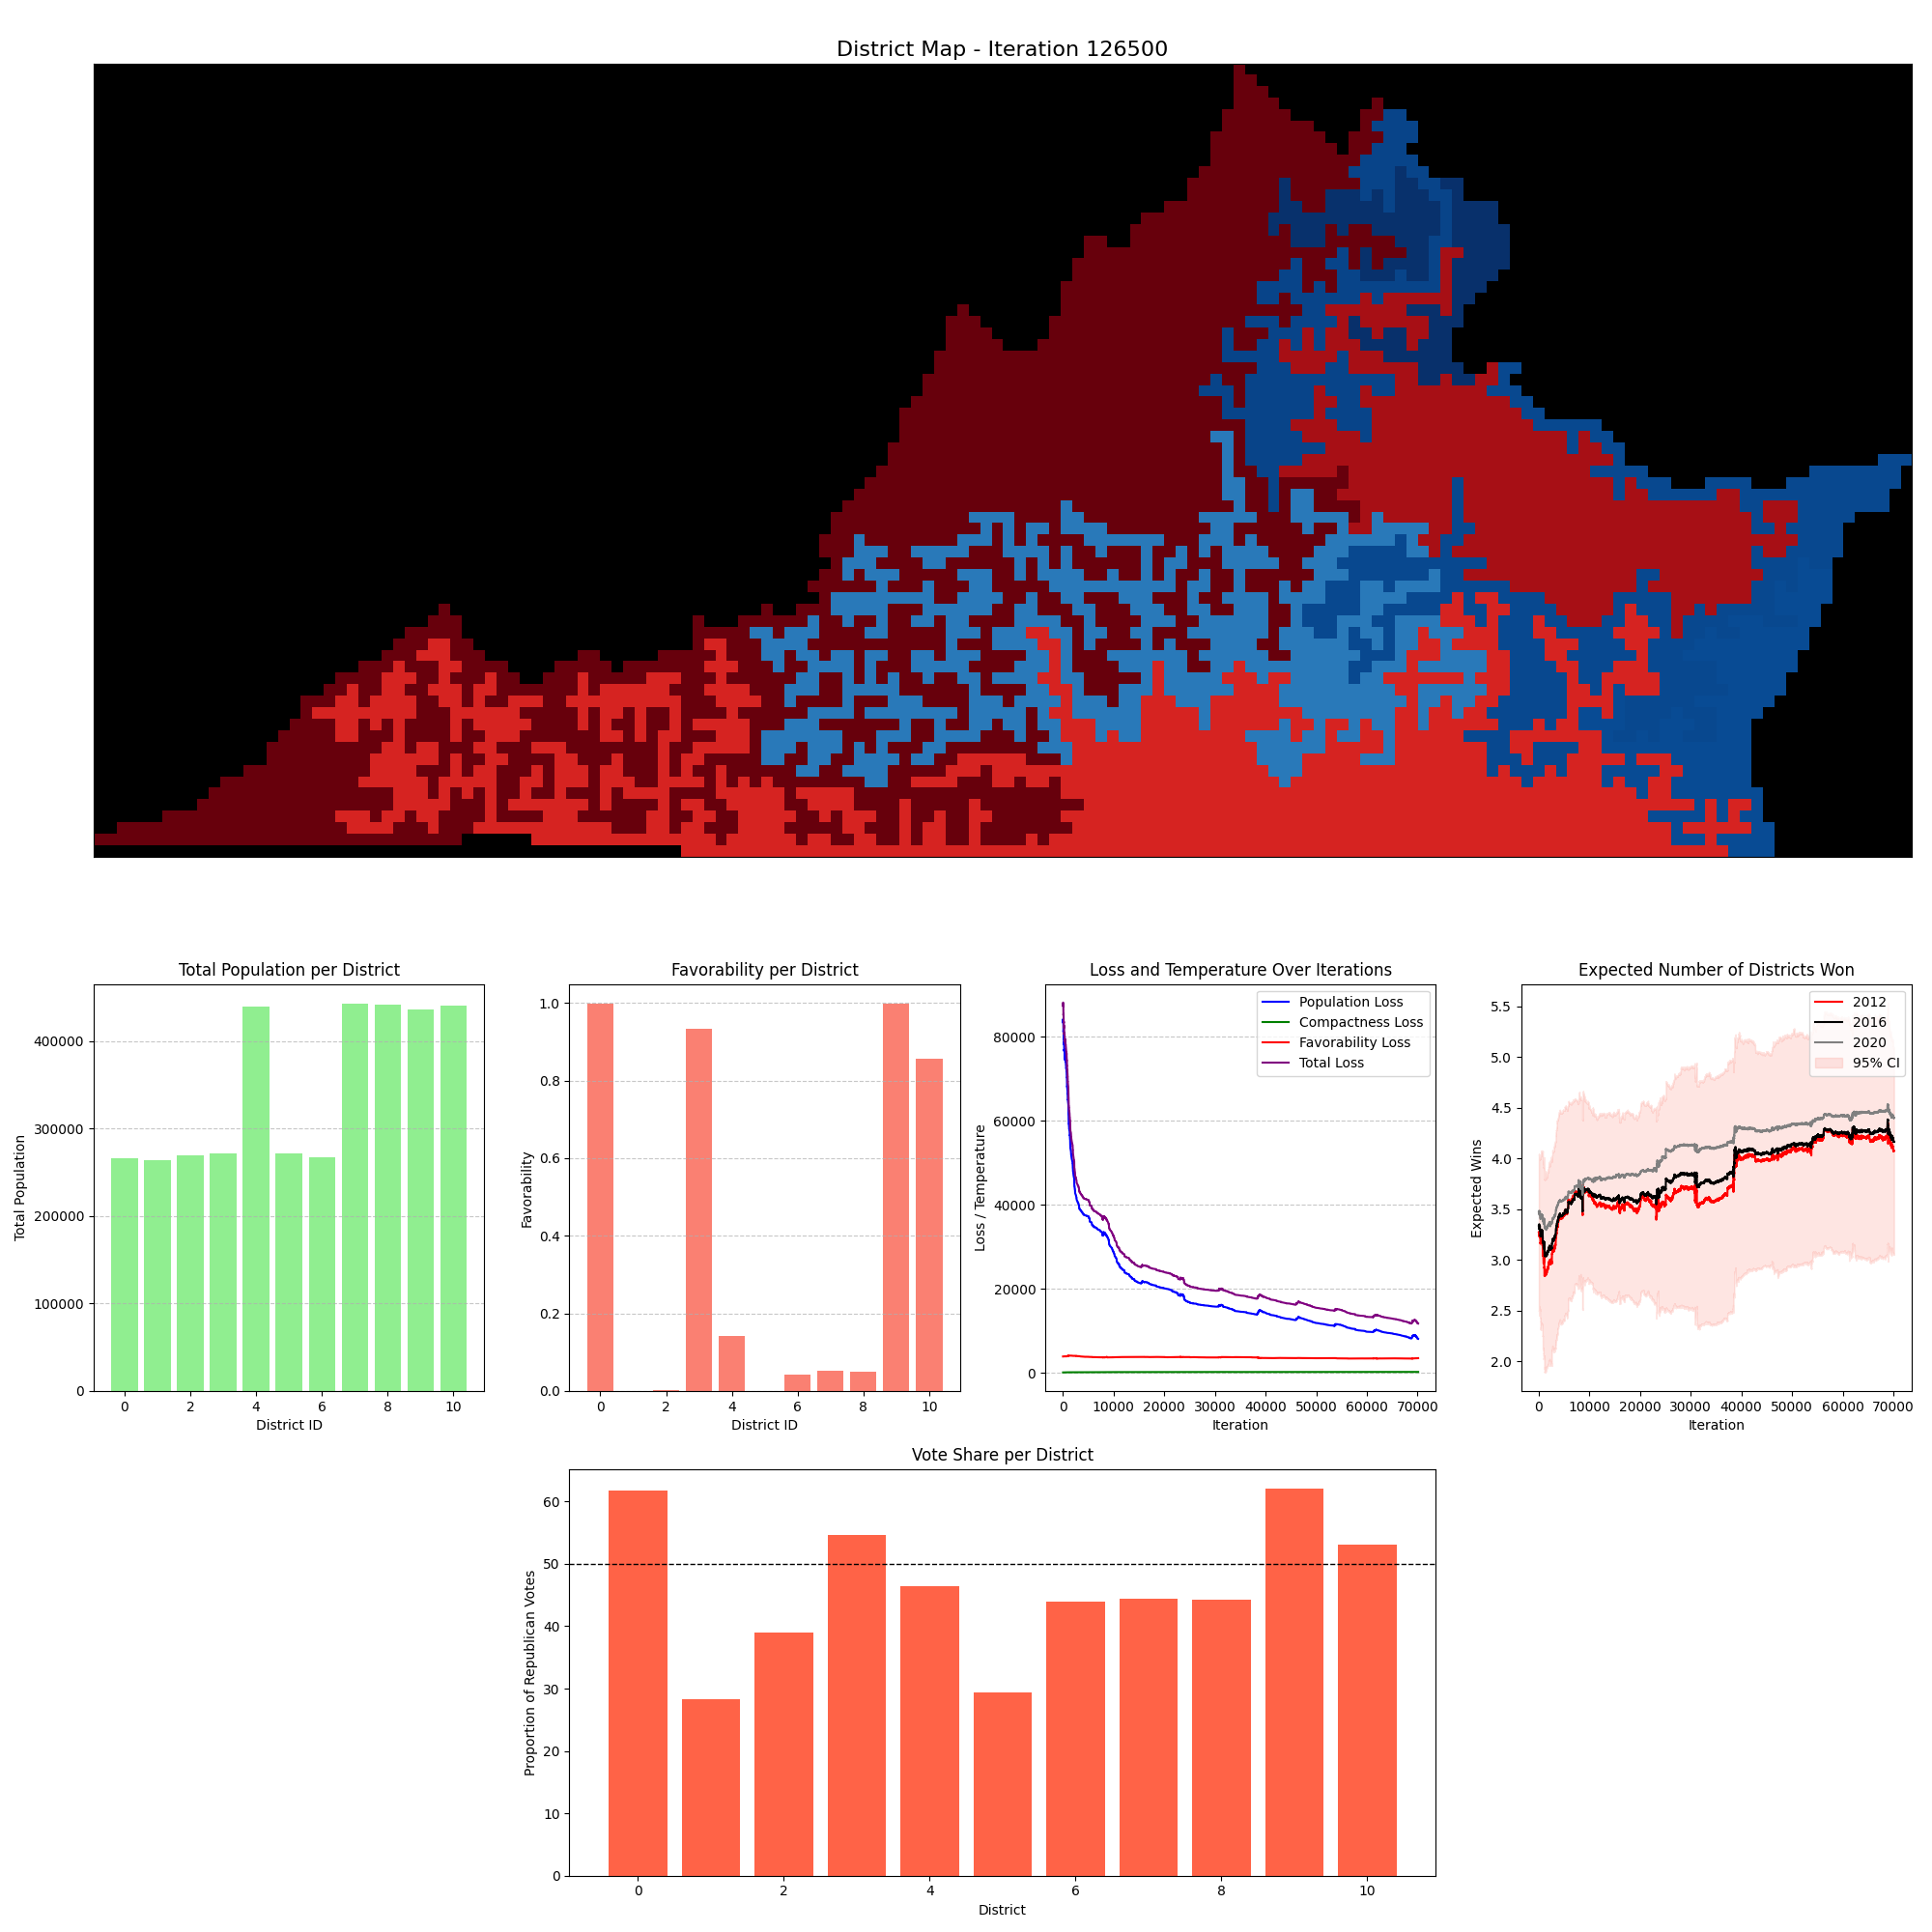 District Map - Iteration 126500
Total Population per District
Total Population
400000
300000
200000
100000
0
0 2 4 6 8 10
District ID
Favorability per District
Favorability
1.0
0.8
0.6
0.4
0.2
0.0
0 2 4 6 8 10
District ID
Loss and Temperature Over Iterations
Loss / Temperature
80000
60000
40000
20000
0
Population Loss
Compactness Loss
Favorability Loss
Total Loss
0 10000 20000 30000 40000 50000 60000 70000
Iteration
Expected Number of Districts Won
Expected Wins
5.5
5.0
4.5
4.0
3.5
3.0
2.5
2.0
2012
2016
2020
95% CI
0 10000 20000 30000 40000 50000 60000 70000
Iteration
Vote Share per District
Proportion of Republican Votes
60
50
40
30
20
10
0
0 2 4 6 8 10
District